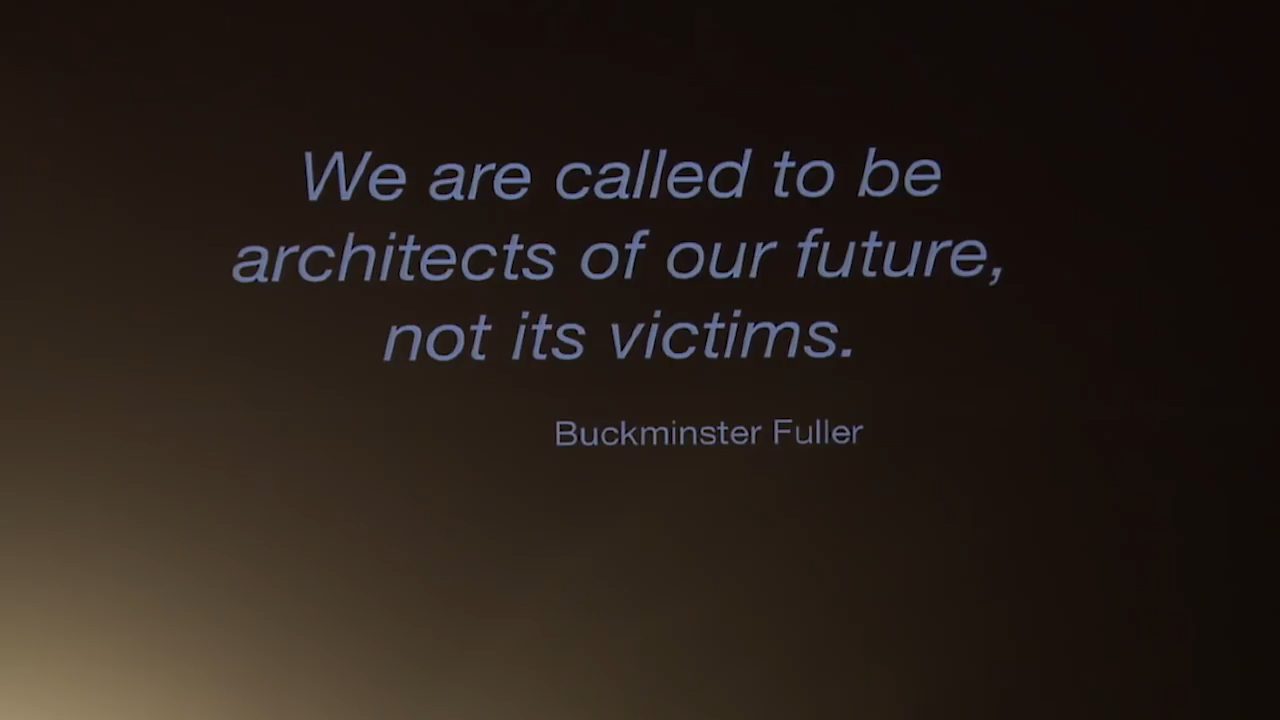 We are called to be
architects of our future,
not its victims.
Buckminster Fuller